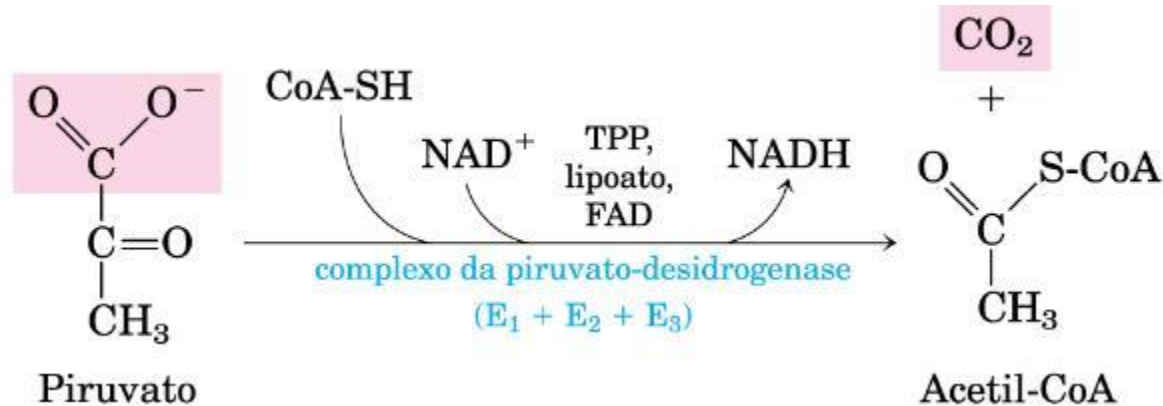 CO₂
+
O O⁻
C
C=O
CH₃
Piruvato
CoA-SH
NAD⁺
TPP,
lipoato,
FAD
NADH
complexo da piruvato-desidrogenase
(E₁ + E₂ + E₃)
O S-CoA
C
CH₃
Acetil-CoA